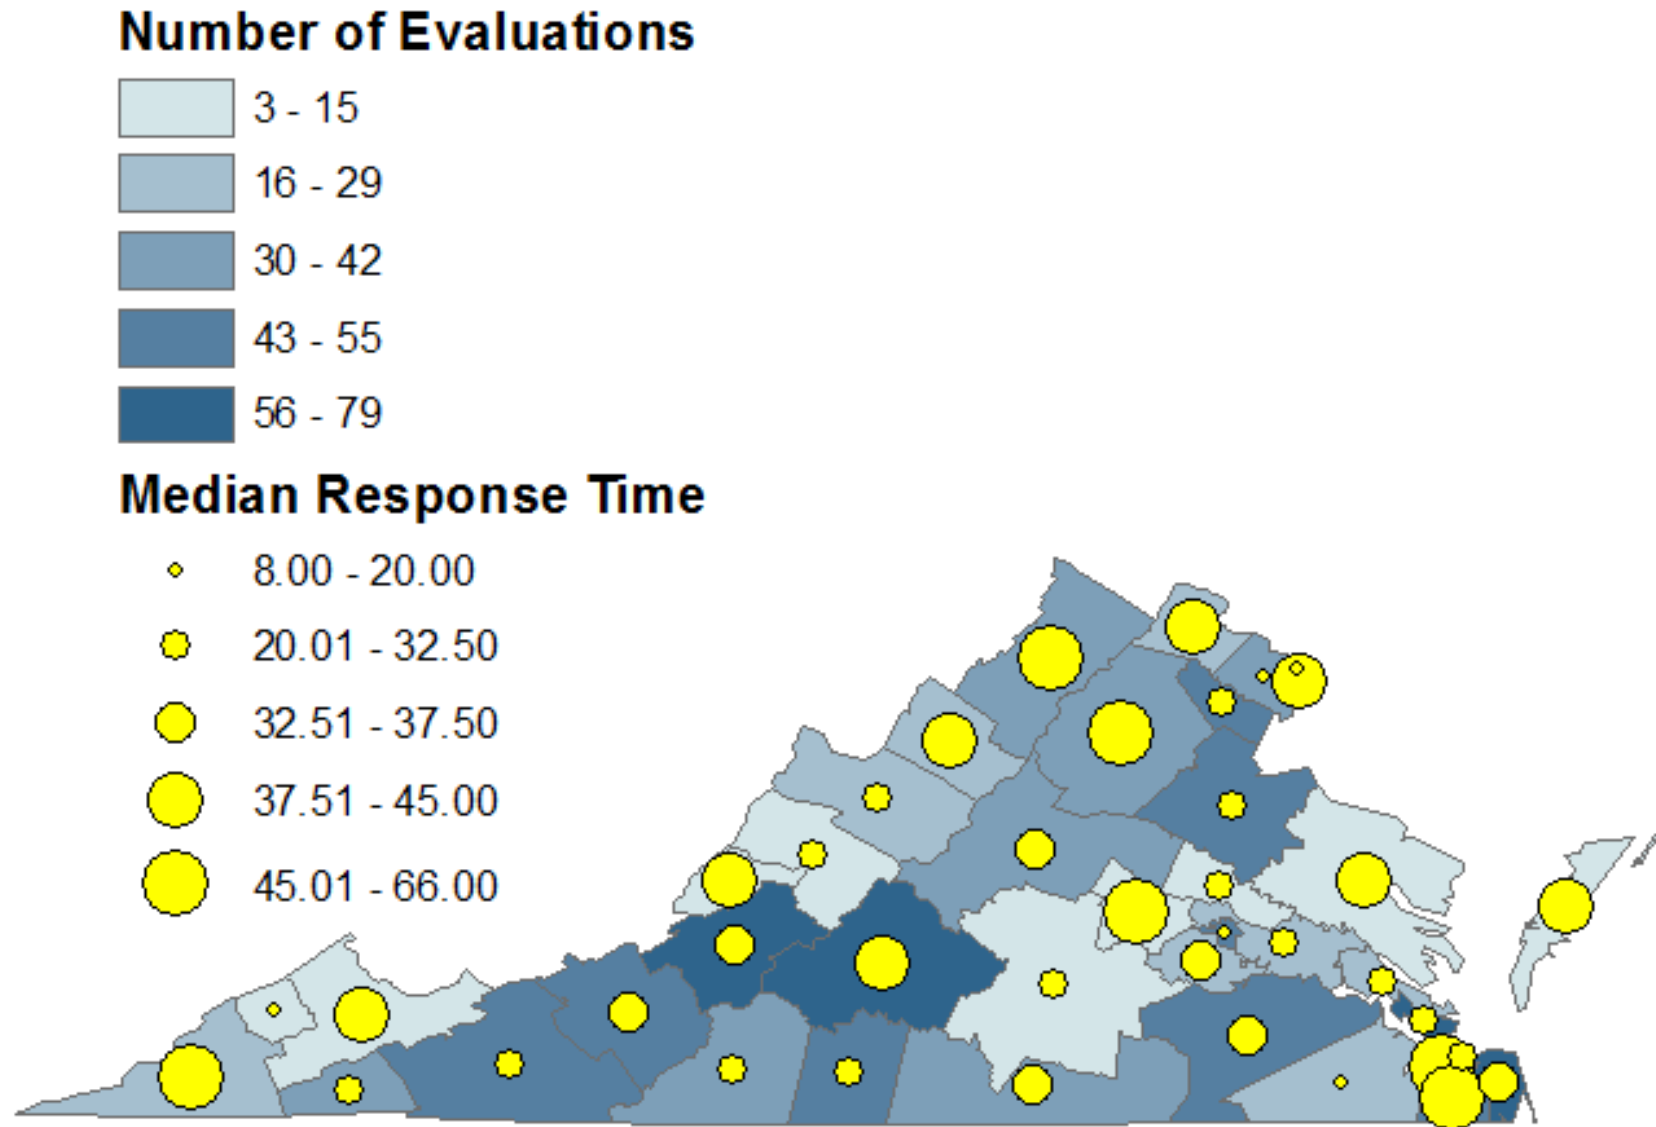 Number of Evaluations
3 - 15
16 - 29
30 - 42
43 - 55
56 - 79
Median Response Time
8.00 - 20.00
20.01 - 32.50
32.51 - 37.50
37.51 - 45.00
45.01 - 66.00